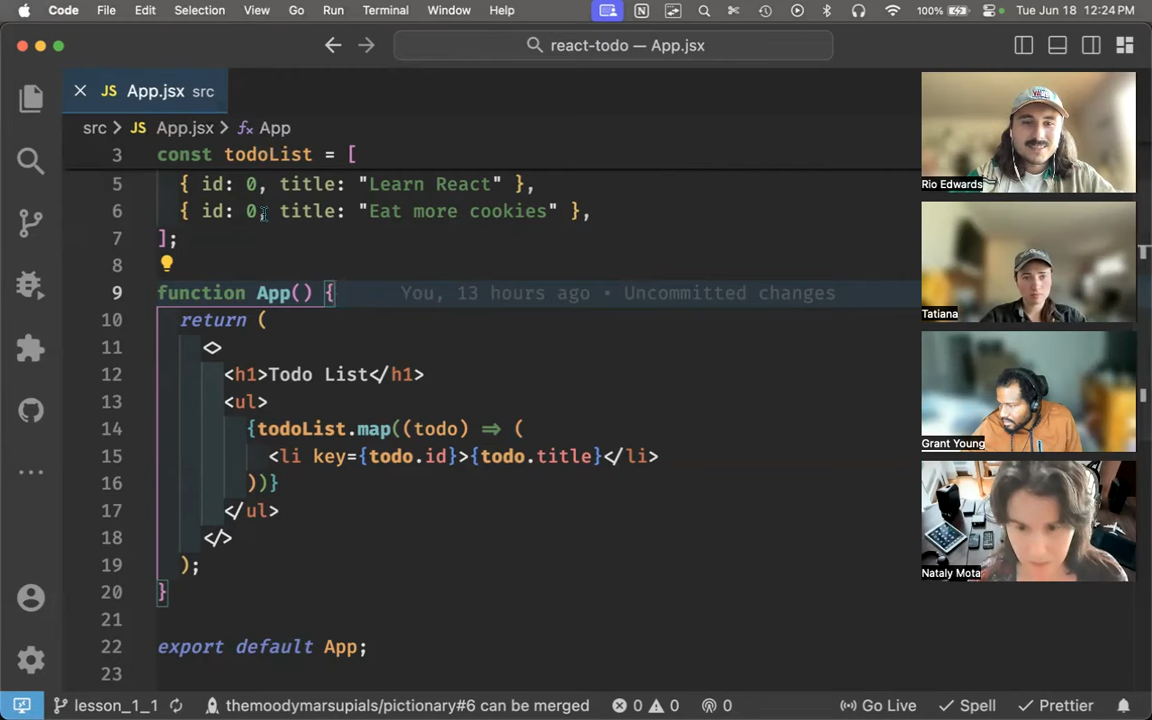 Code File Edit Selection View Go Run Terminal Window Help 100% Tue Jun 18 12:24 PM
react-todo — App.jsx
JS App.jsx src
src > JS App.jsx > App
3 const todoList = [
5 { id: 0, title: "Learn React" },
6 { id: 0, title: "Eat more cookies" },
7 ];
8
9 function App() { You, 13 hours ago • Uncommitted changes
10 return (
11 <>
12 <h1>Todo List</h1>
13 <ul>
14 {todoList.map((todo) => (
15 <li key={todo.id}>{todo.title}</li>
16 ))}
17 </ul>
18 </>
19 );
20 }
21
22 export default App;
23
Rio Edwards
Tatiana
Grant Young
Nataly Mota
lesson_1_1 themoodymarsupials/pictionary#6 can be merged 0 0 0 Go Live Spell Prettier